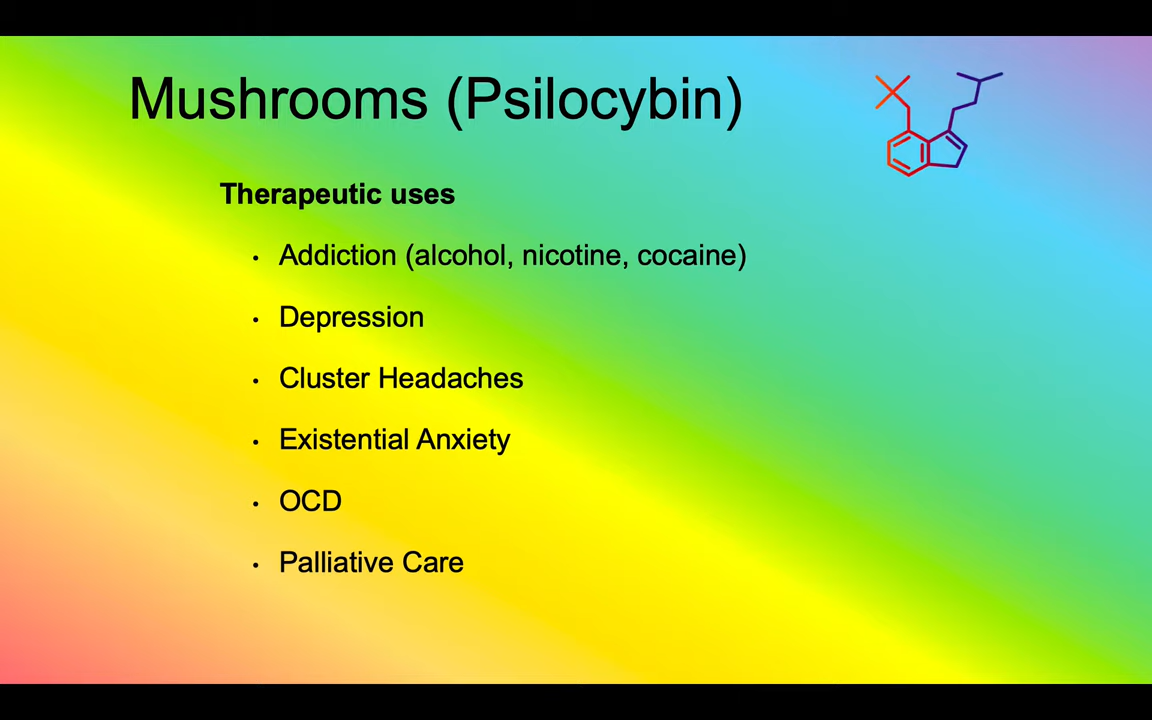 Mushrooms (Psilocybin)
Therapeutic uses
• Addiction (alcohol, nicotine, cocaine)
• Depression
• Cluster Headaches
• Existential Anxiety
• OCD
• Palliative Care